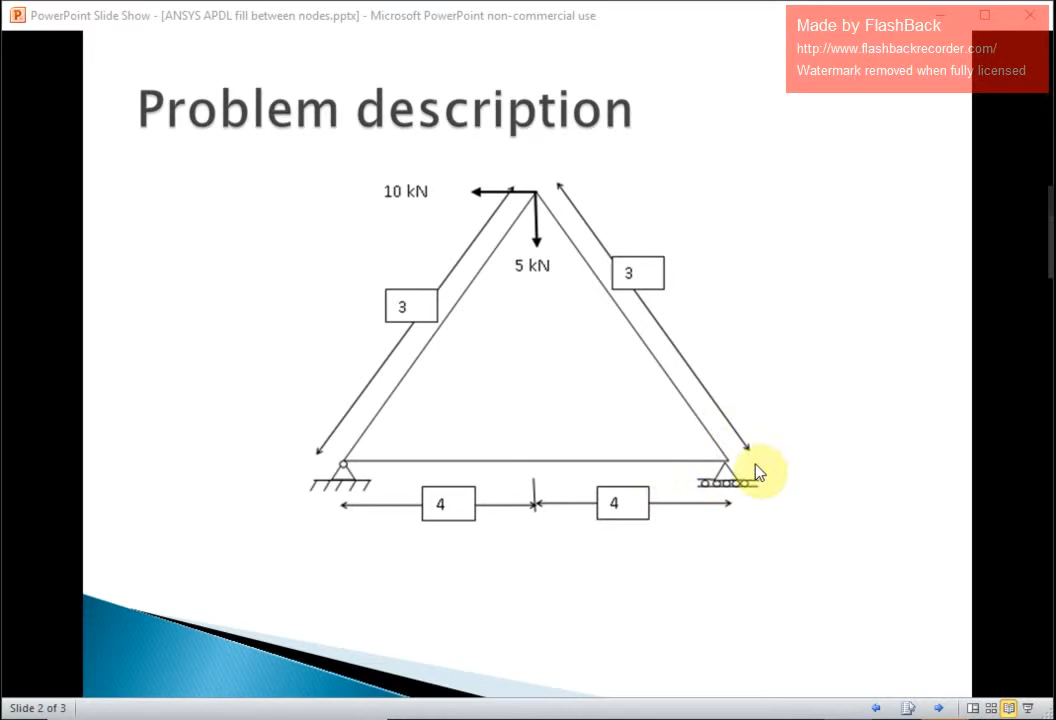 PowerPoint Slide Show - [ANSYS APDL fill between nodes.pptx] - Microsoft PowerPoint non-commercial use
Made by FlashBack
http://www.flashbackrecorder.com/
Watermark removed when fully licensed
Problem description
10 kN
5 kN
3
3
4
4
Slide 2 of 3